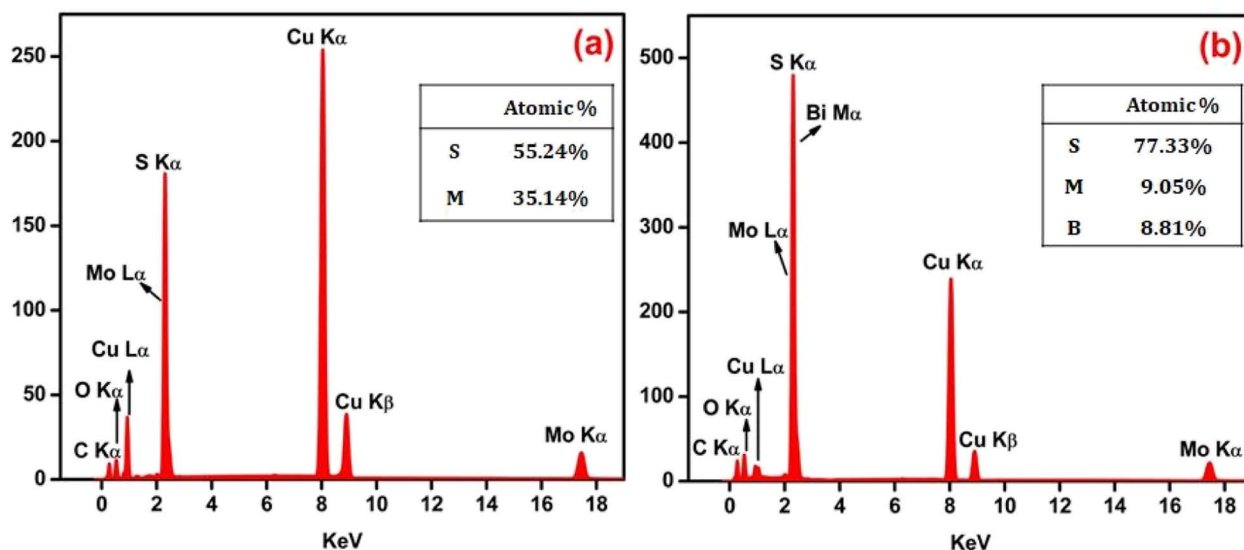 (a)
Cu Kα
250
Atomic %
S 55.24%
M 35.14%
200
S Kα
150
Mo Lα
100
Cu Lα
O Kα
50
Cu Kβ
C Kα
Mo Kα
0
0 2 4 6 8 10 12 14 16 18
KeV
(b)
500
S Kα
Bi Mα
Atomic %
S 77.33%
M 9.05%
B 8.81%
400
300
Mo Lα
Cu Kα
200
Cu Lα
100
O Kα
C Kα
Cu Kβ
Mo Kα
0
0 2 4 6 8 10 12 14 16 18
KeV